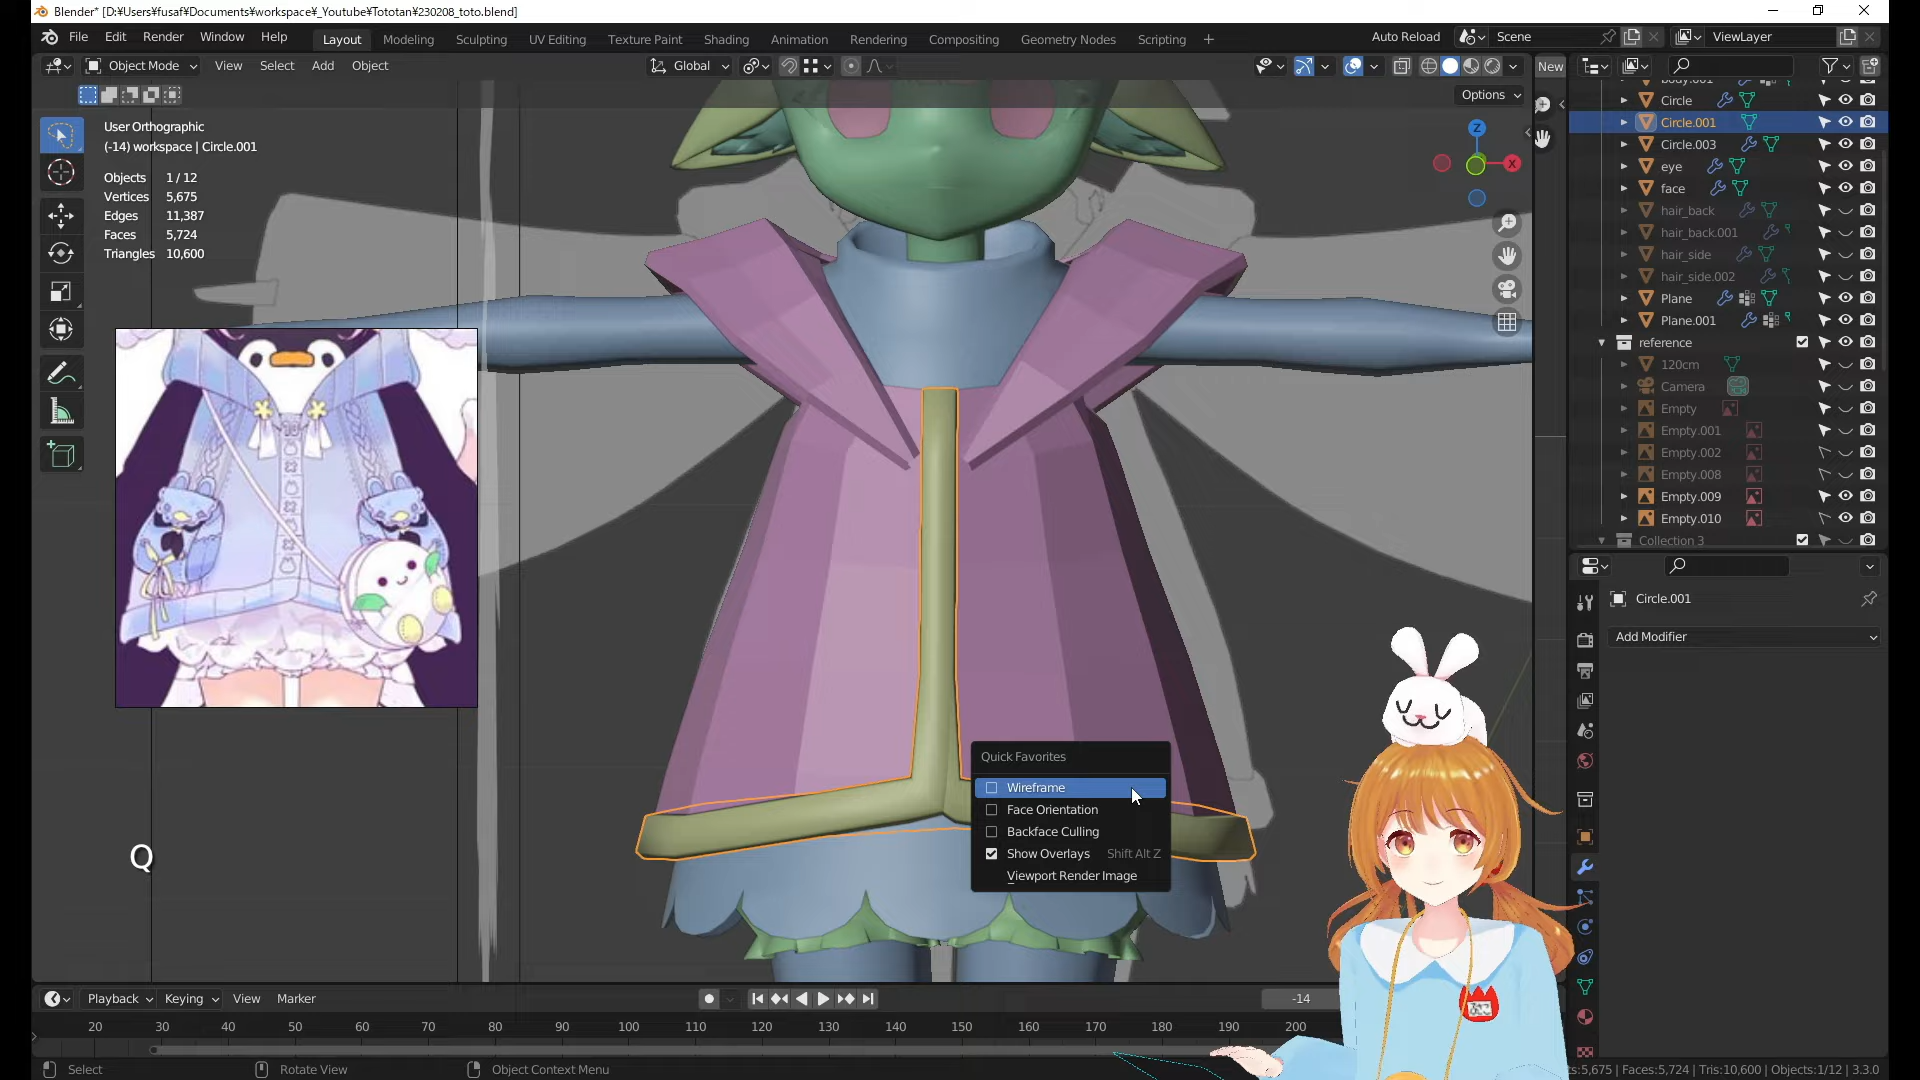 Blender* [D:¥Users¥fusaf¥Documents¥workspace¥_Youtube¥Tototan¥230208_toto.blend]
File Edit Render Window Help Layout Modeling Sculpting UV Editing Texture Paint Shading Animation Rendering Compositing Geometry Nodes Scripting + Auto Reload Scene ViewLayer
Object Mode View Select Add Object Global New
Options
User Orthographic
(-14) workspace | Circle.001
Objects 1 / 12
Vertices 5,675
Edges 11,387
Faces 5,724
Triangles 10,600
Z
X
Circle
Circle.001
Circle.003
eye
face
hair_back
hair_back.001
hair_side
hair_side.002
Plane
Plane.001
reference
120cm
Camera
Empty
Empty.001
Empty.002
Empty.008
Empty.009
Empty.010
Collection 3
Circle.001
Add Modifier
Quick Favorites
Wireframe
Face Orientation
Backface Culling
Show Overlays Shift Alt Z
Viewport Render Image
Q
Playback Keying View Marker -14
20 30 40 50 60 70 80 90 100 110 120 130 140 150 160 170 180 190 200
Select Rotate View Object Context Menu
5,675 | Faces:5,724 | Tris:10,600 | Objects:1/12 | 3.3.0